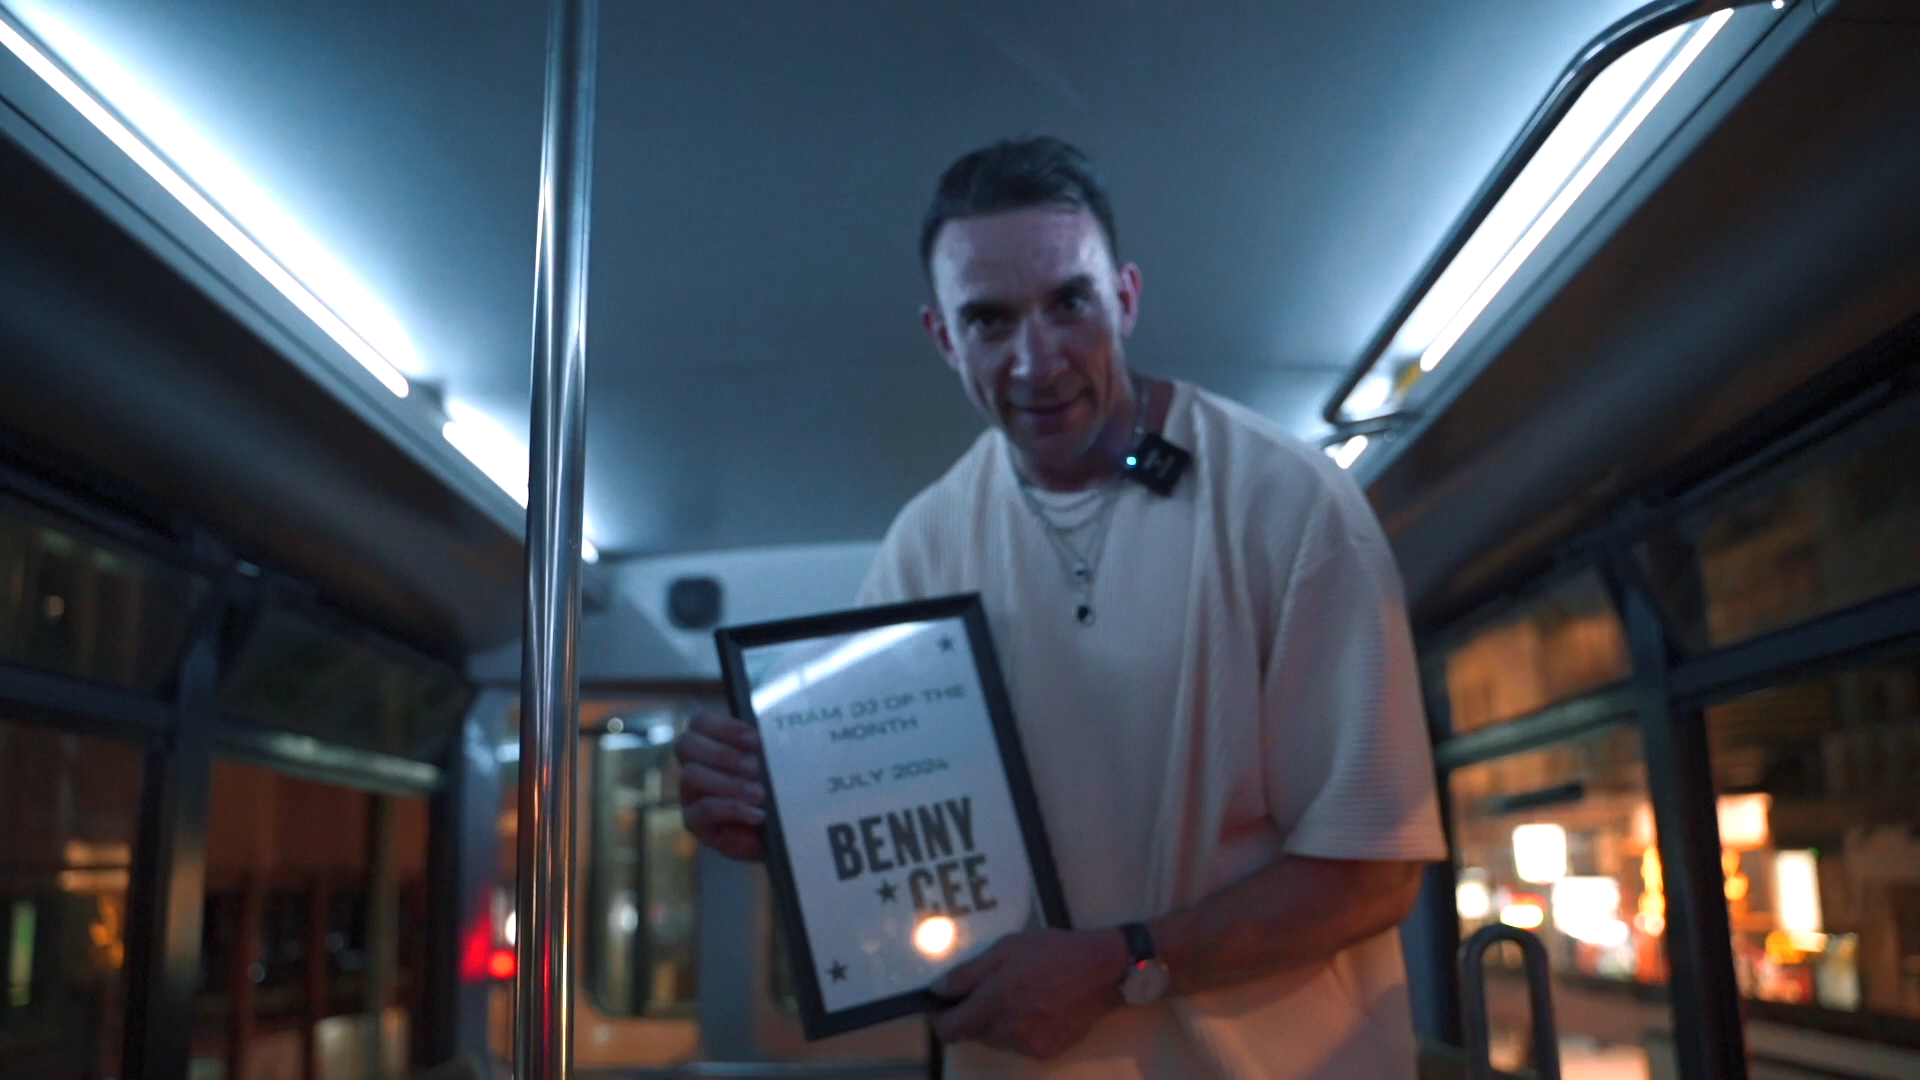 TRAM DJ OF THE
MONTH
JULY 2024
BENNY
CEE